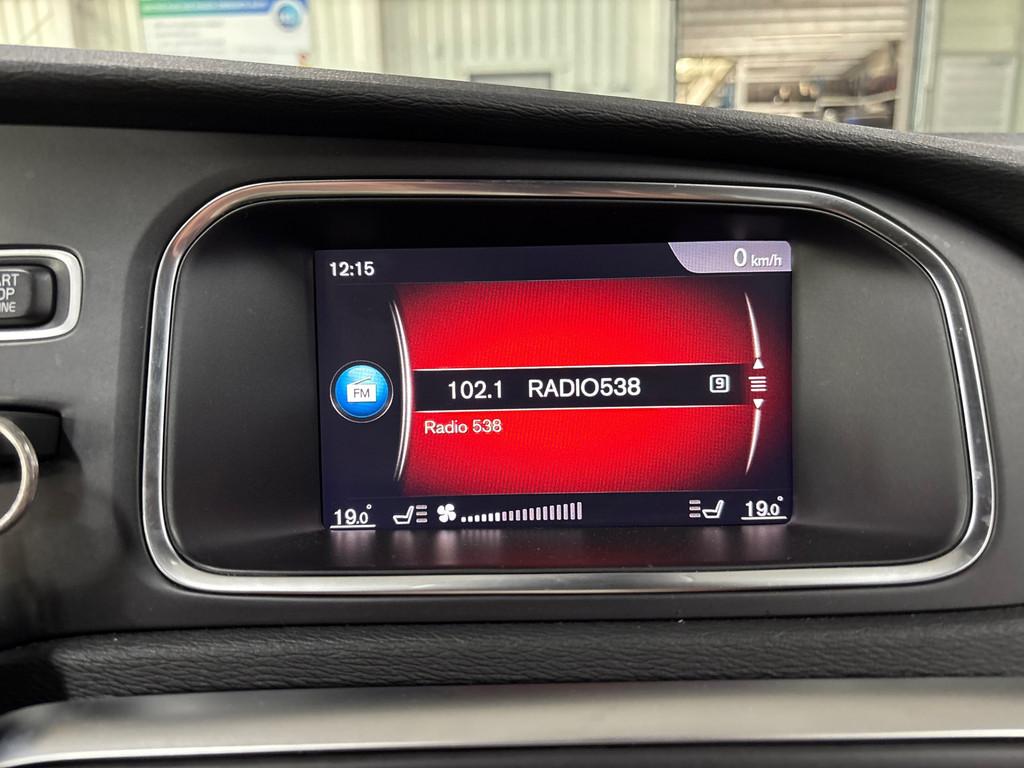 12:15
0 km/h
FM
102.1 RADIO538 9
Radio 538
19.0° 19.0°